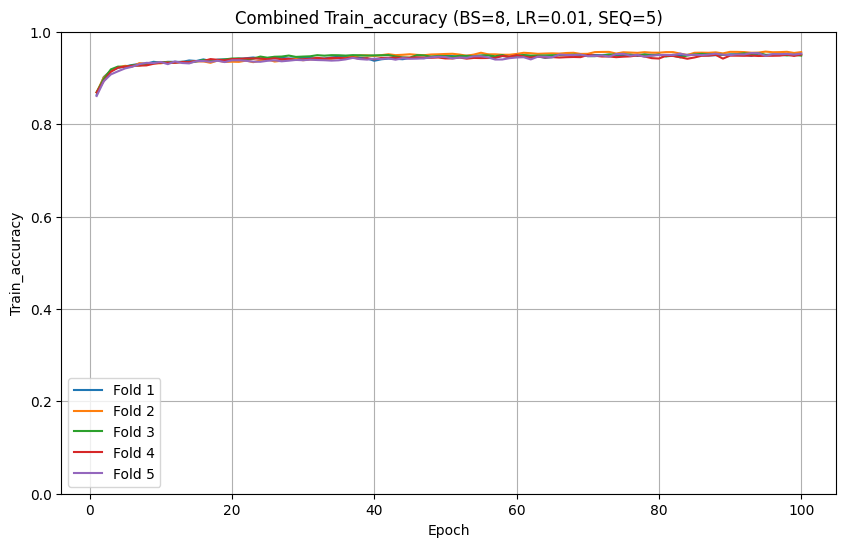 Combined Train_accuracy (BS=8, LR=0.01, SEQ=5)
Train_accuracy
1.0
0.8
0.6
0.4
0.2
0.0
Fold 1
Fold 2
Fold 3
Fold 4
Fold 5
0 20 40 60 80 100
Epoch